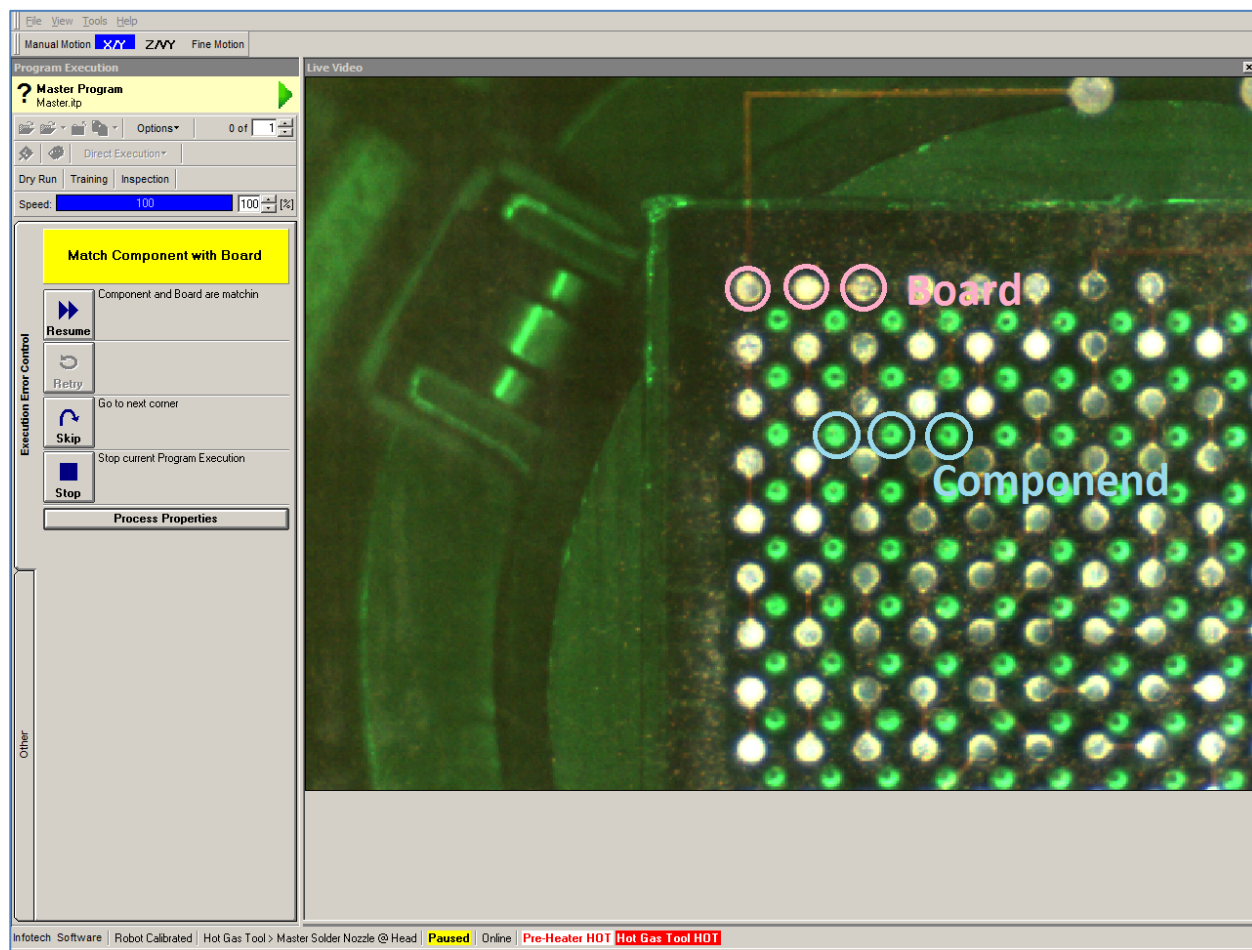 File View Tools Help
Manual Motion X/Y Z/W Fine Motion
Program Execution
Live Video
? Master Program
Master.itp
Options 0 of 1
Direct Execution
Dry Run Training Inspection
Speed: 100 100 [%]
Match Component with Board
Component and Board are matchin
Resume
Retry
Go to next corner
Skip
Stop current Program Execution
Stop
Process Properties
Execution Error Control
Other
Board
Componend
Infotech Software Robot Calibrated Hot Gas Tool > Master Solder Nozzle @ Head Paused Online Pre-Heater HOT Hot Gas Tool HOT